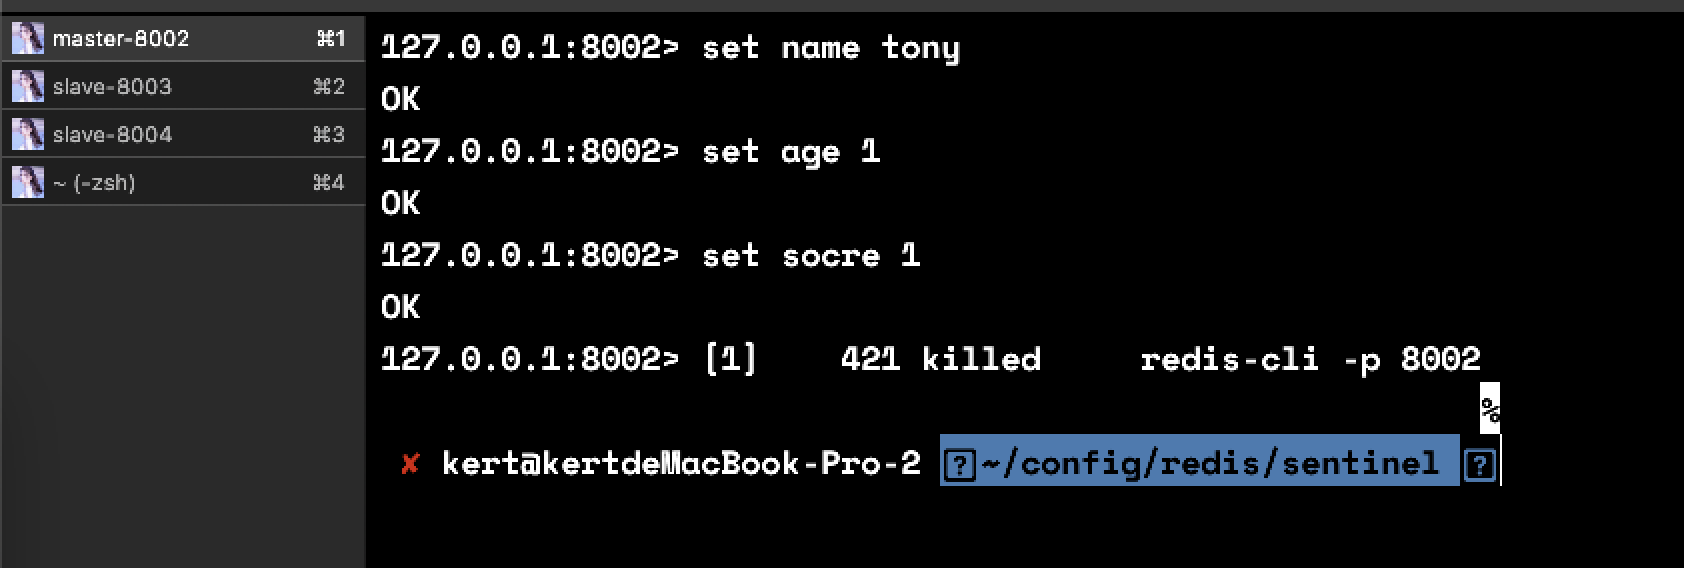 master-8002 ⌘1
slave-8003 ⌘2
slave-8004 ⌘3
~ (-zsh) ⌘4
127.0.0.1:8002> set name tony
OK
127.0.0.1:8002> set age 1
OK
127.0.0.1:8002> set socre 1
OK
127.0.0.1:8002> [1]    421 killed     redis-cli -p 8002
%
✘ kert@kertdeMacBook-Pro-2 ?~/config/redis/sentinel ?